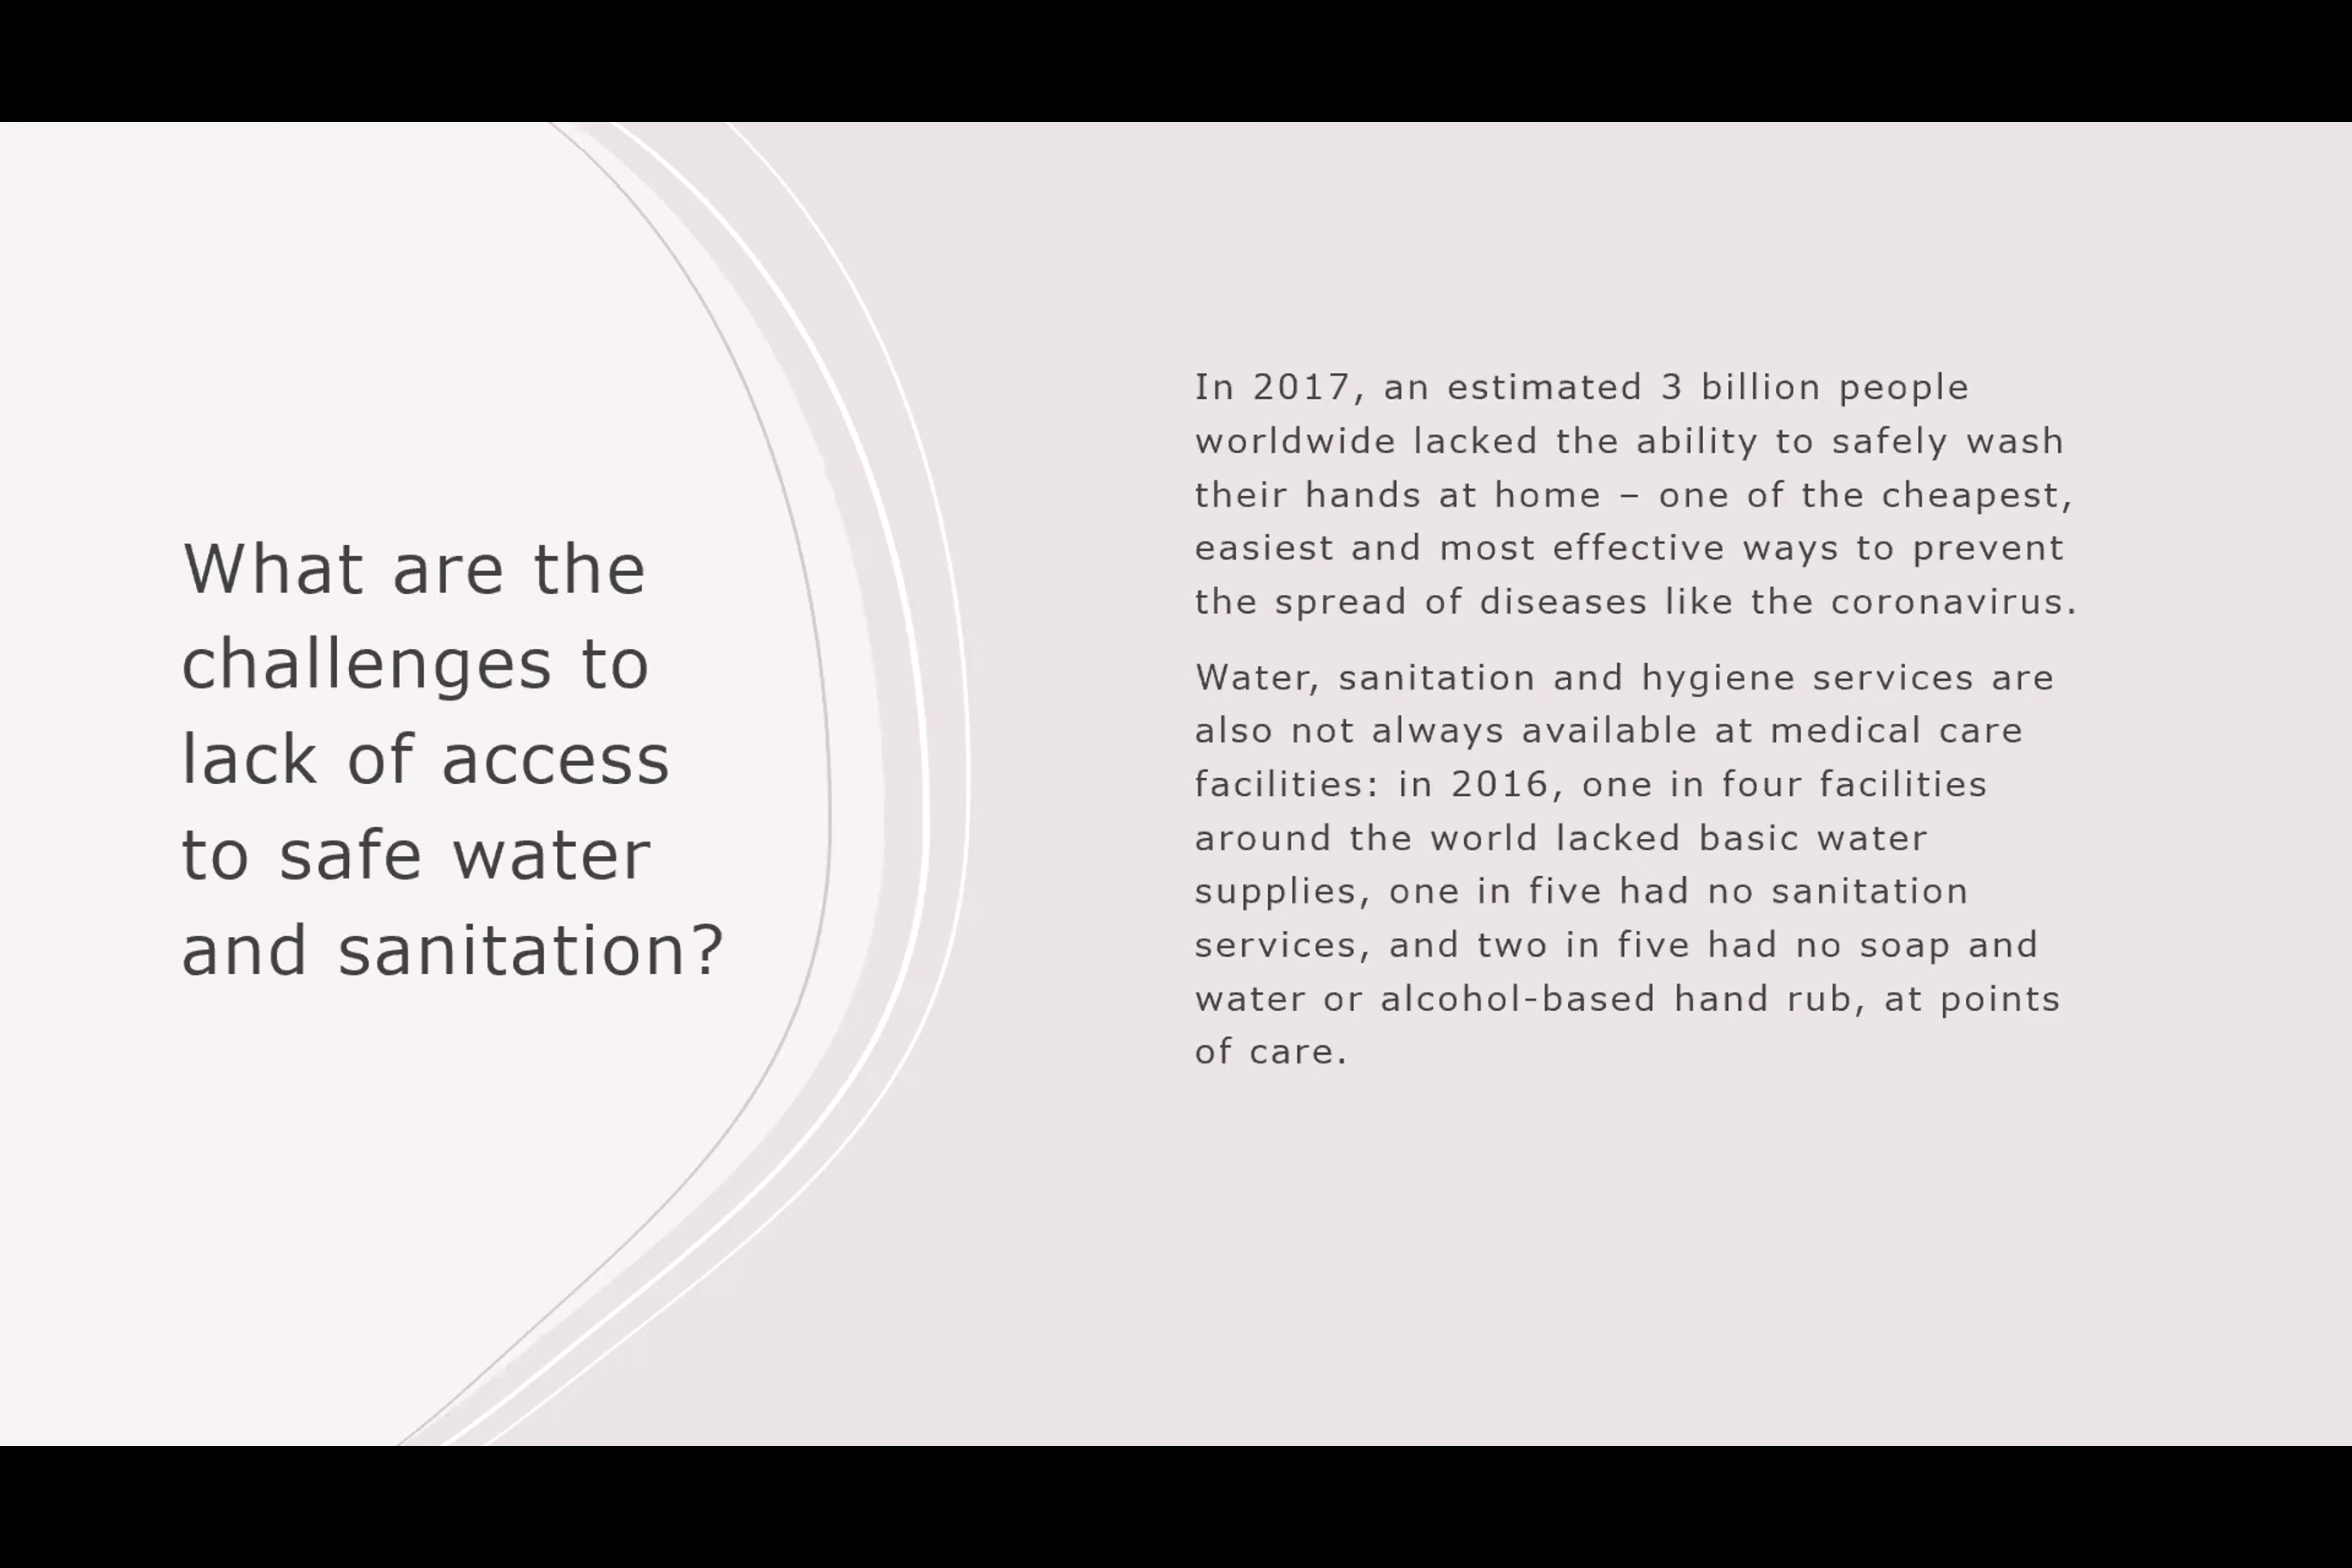 What are the
challenges to
lack of access
to safe water
and sanitation?
In 2017, an estimated 3 billion people
worldwide lacked the ability to safely wash
their hands at home – one of the cheapest,
easiest and most effective ways to prevent
the spread of diseases like the coronavirus.
Water, sanitation and hygiene services are
also not always available at medical care
facilities: in 2016, one in four facilities
around the world lacked basic water
supplies, one in five had no sanitation
services, and two in five had no soap and
water or alcohol-based hand rub, at points
of care.